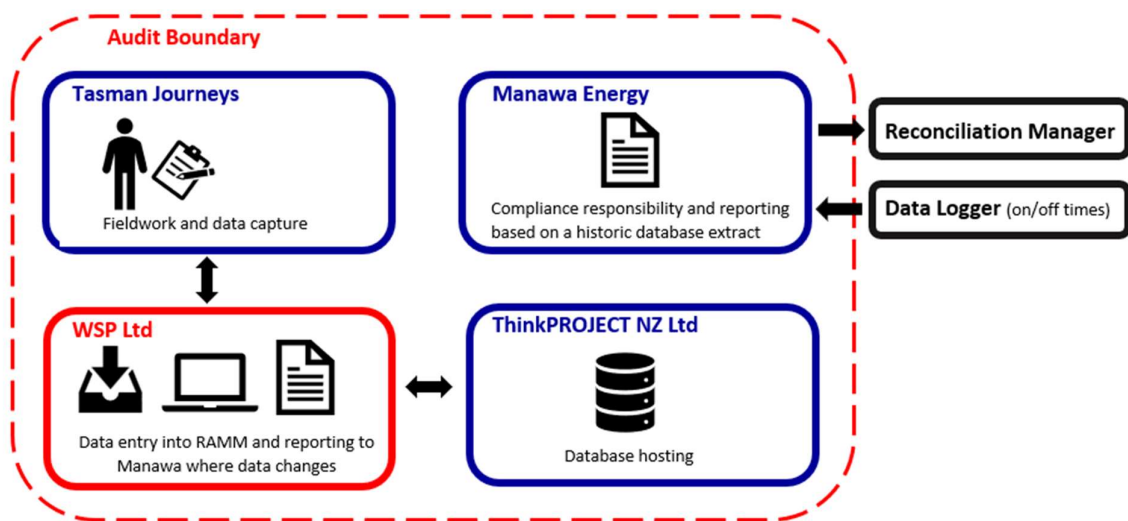 Audit Boundary
Tasman Journeys
Fieldwork and data capture
Manawa Energy
Compliance responsibility and reporting
based on a historic database extract
Reconciliation Manager
Data Logger (on/off times)
WSP Ltd
Data entry into RAMM and reporting to
Manawa where data changes
ThinkPROJECT NZ Ltd
Database hosting